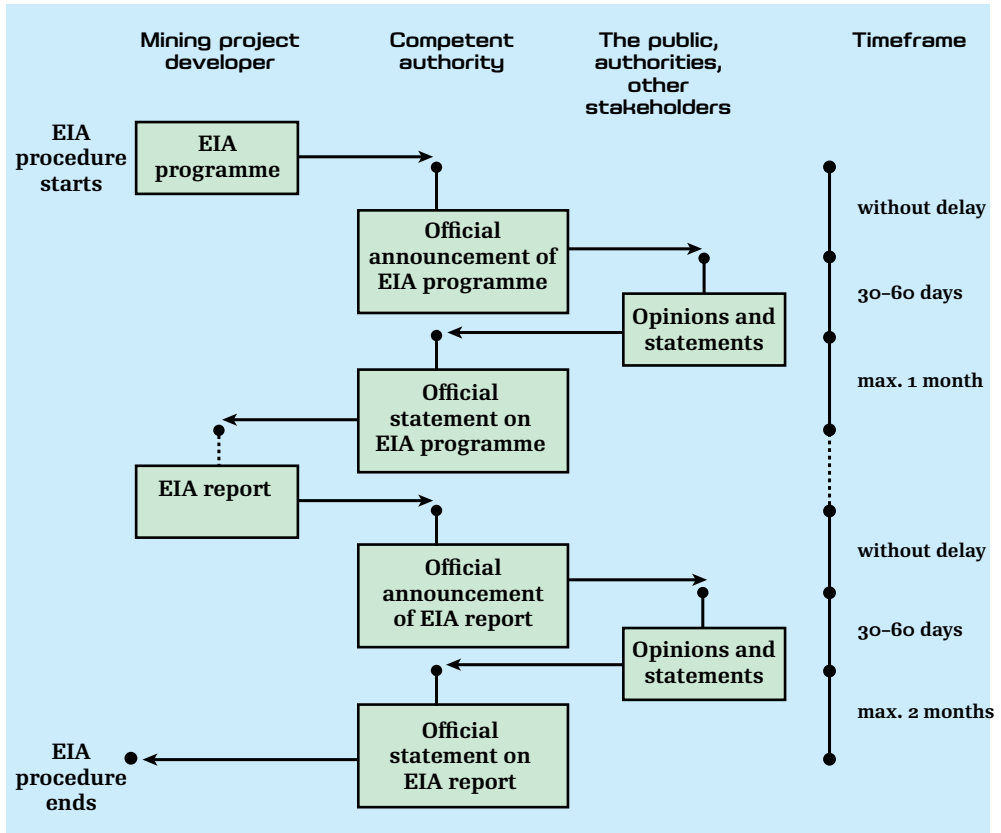 Mining project
developer
Competent
authority
The public,
authorities,
other
stakeholders
Timeframe
EIA
procedure
starts
EIA
programme
without delay
Official
announcement of
EIA programme
30–60 days
Opinions and
statements
max. 1 month
Official
statement on
EIA programme
EIA report
without delay
Official
announcement
of EIA report
30–60 days
Opinions and
statements
max. 2 months
Official
statement on
EIA report
EIA
procedure
ends